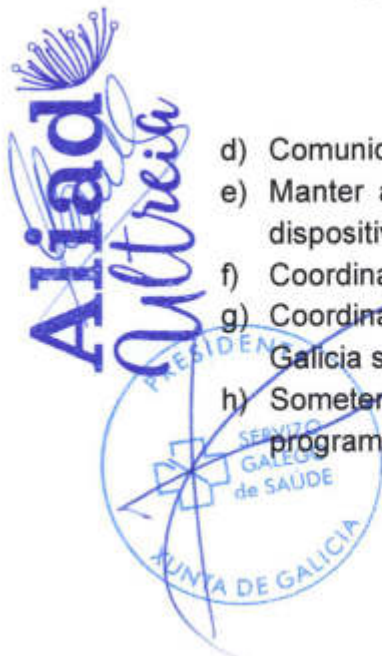 Aliad
Ultreia
d) Comunic
e) Manter a
dispositiv
f) Coordina
g) Coordina
Galicia s
h) Someter
program
PRESIDEN
SERVIZO
GALEGO
de SAÚDE
XUNTA DE GALICIA